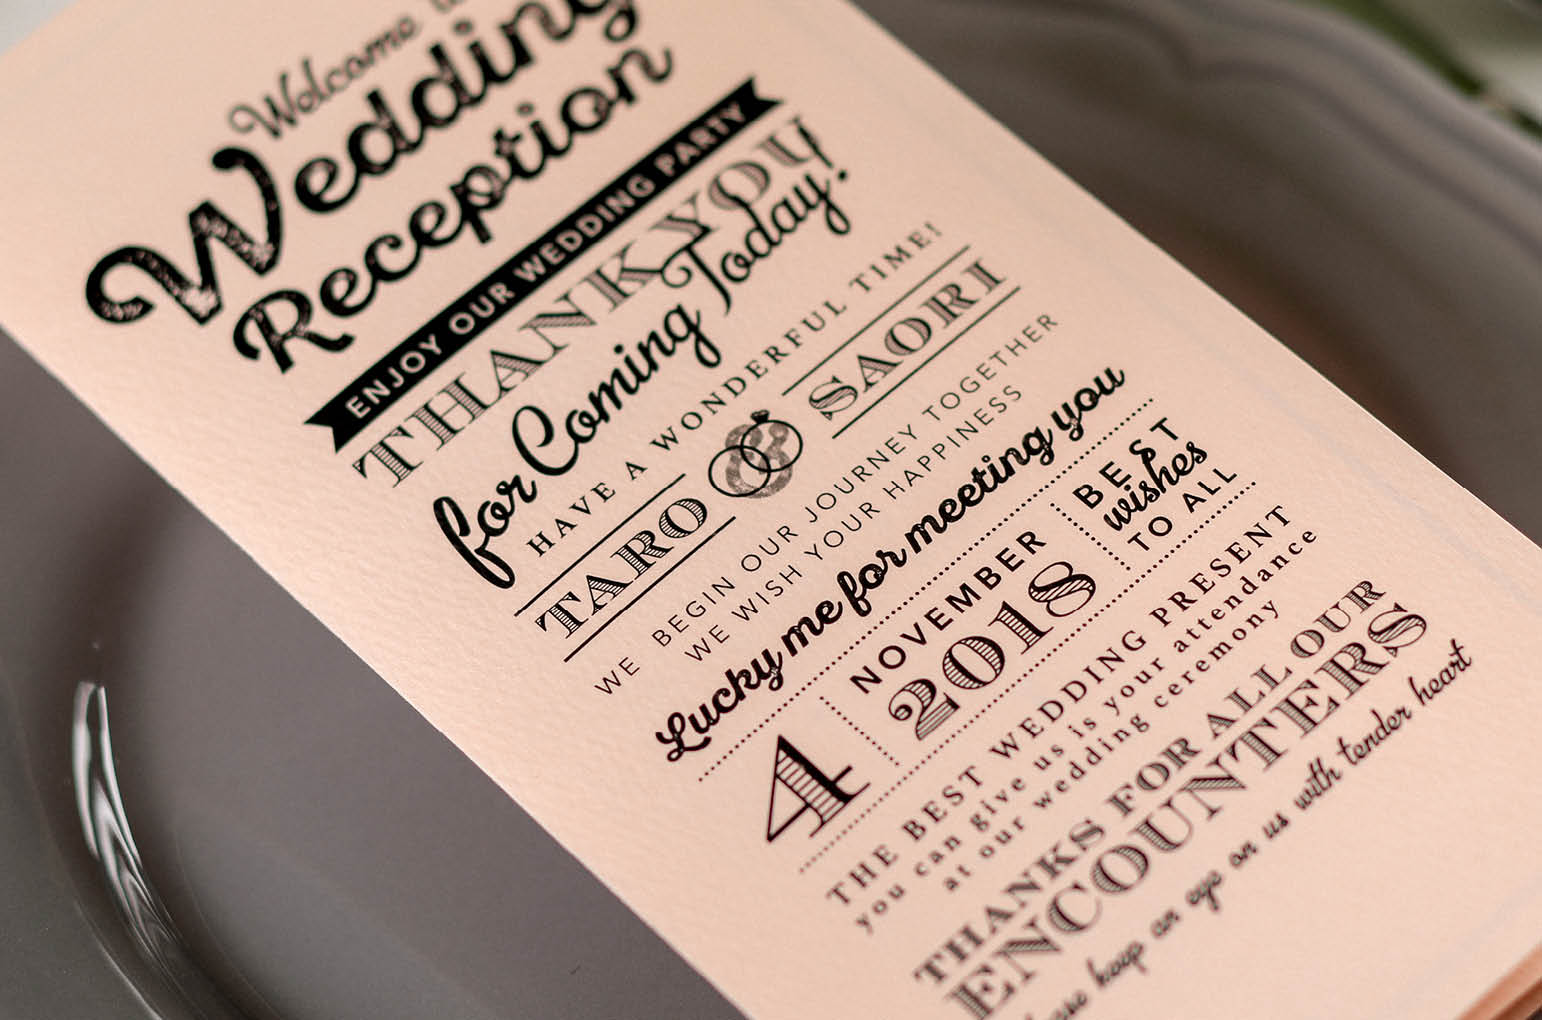 Welcome
Wedding
Reception
ENJOY OUR WEDDING PARTY
THANK YOU
for Coming Today!
HAVE A WONDERFUL TIME!
TARO & SAORI
WE BEGIN OUR JOURNEY TOGETHER
WE WISH YOUR HAPPINESS
Lucky me for meeting you
4
NOVEMBER
2018
BEST
wishes
TO ALL
THE BEST WEDDING PRESENT
you can give us is your attendance
at our wedding ceremony
THANKS FOR ALL OUR
ENCOUNTERS
keep an eye on us with tender heart